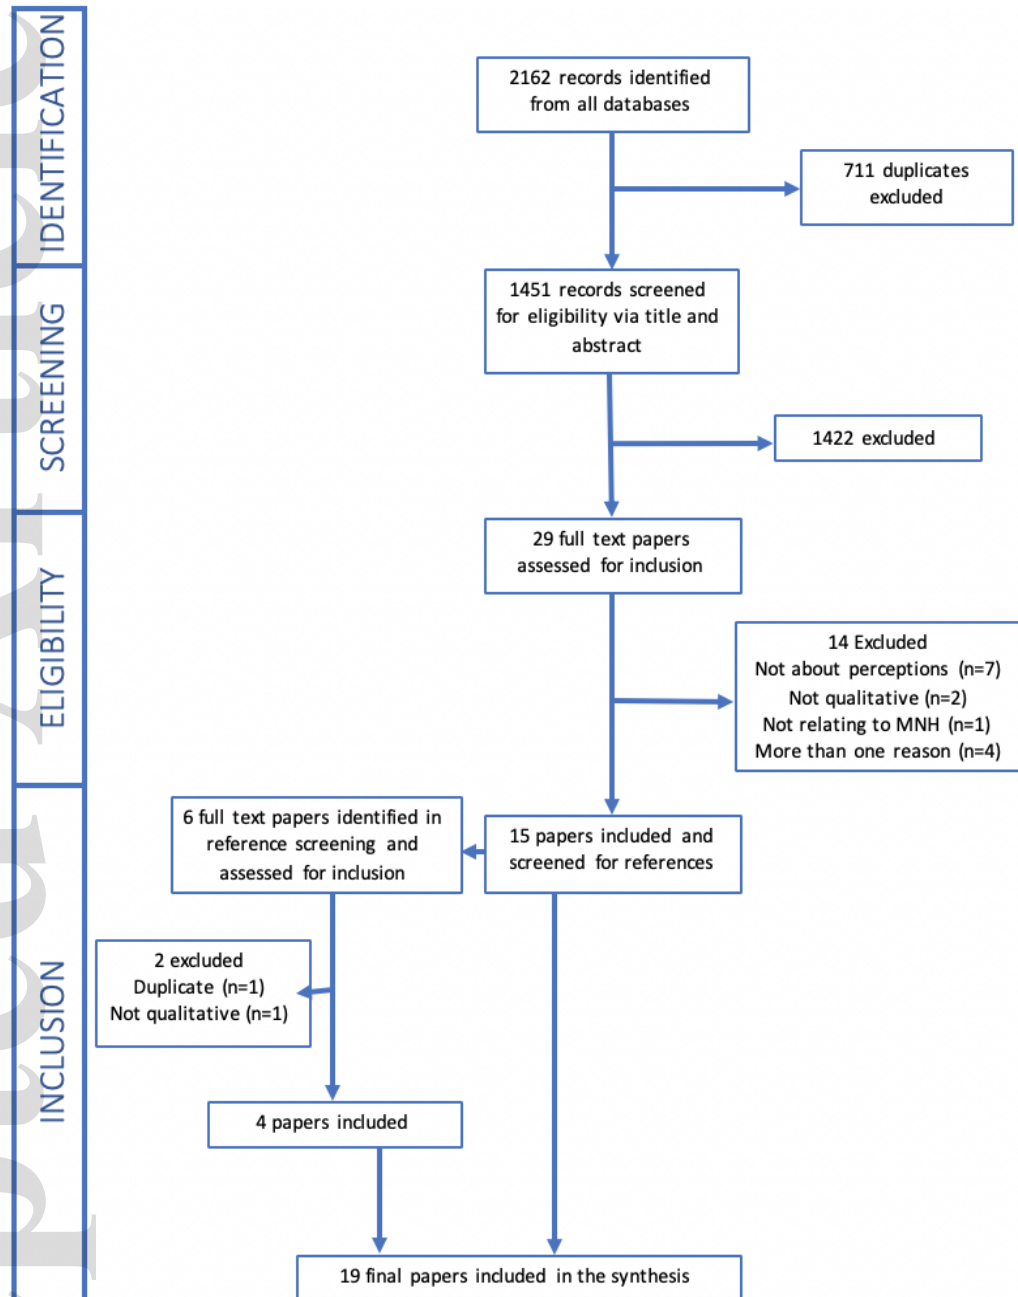 IDENTIFICATION
2162 records identified
from all databases
711 duplicates
excluded
SCREENING
1451 records screened
for eligibility via title and
abstract
1422 excluded
ELIGIBILITY
29 full text papers
assessed for inclusion
14 Excluded
Not about perceptions (n=7)
Not qualitative (n=2)
Not relating to MNH (n=1)
More than one reason (n=4)
INCLUSION
15 papers included and
screened for references
6 full text papers identified in
reference screening and
assessed for inclusion
2 excluded
Duplicate (n=1)
Not qualitative (n=1)
4 papers included
19 final papers included in the synthesis